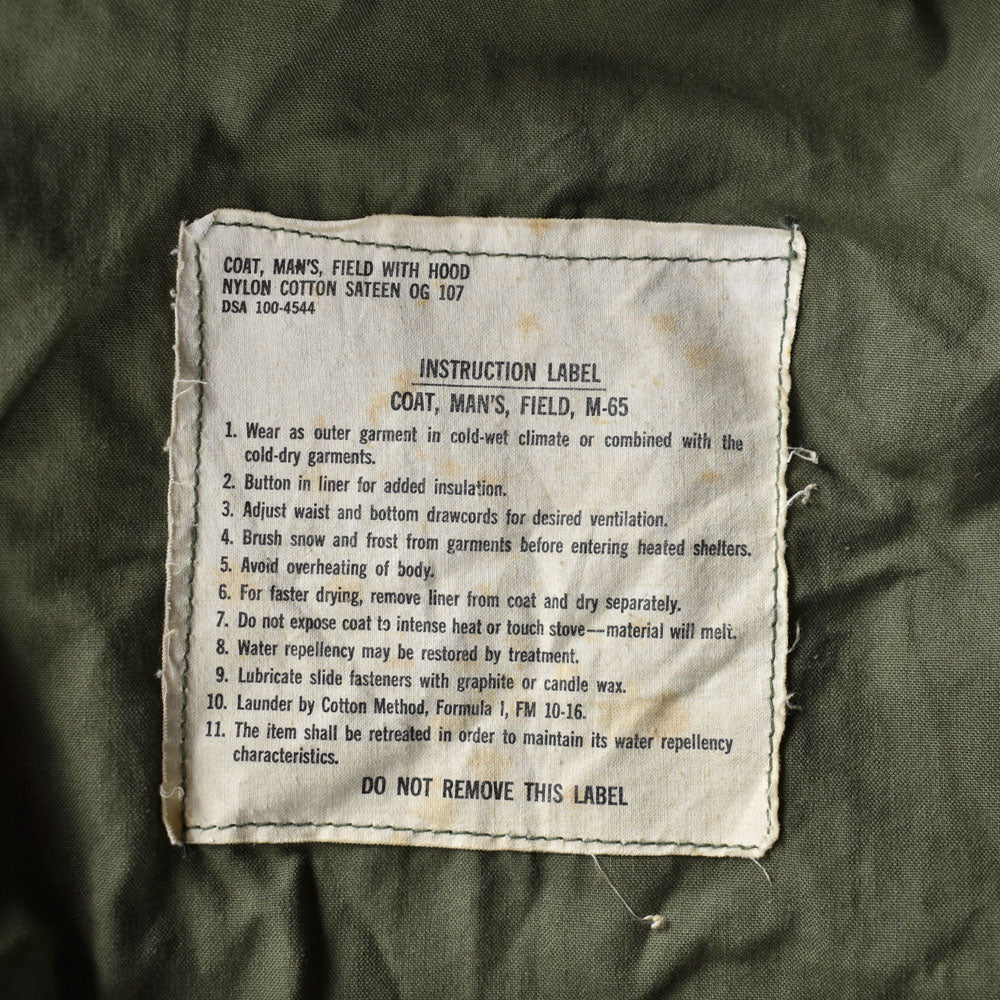 COAT, MAN'S, FIELD WITH HOOD
NYLON COTTON SATEEN OG 107
DSA 100-4544
INSTRUCTION LABEL
COAT, MAN'S, FIELD, M-65
1. Wear as outer garment in cold-wet climate or combined with the
cold-dry garments.
2. Button in liner for added insulation.
3. Adjust waist and bottom drawcords for desired ventilation.
4. Brush snow and frost from garments before entering heated shelters.
5. Avoid overheating of body.
6. For faster drying, remove liner from coat and dry separately.
7. Do not expose coat to intense heat or touch stove—material will melt.
8. Water repellency may be restored by treatment.
9. Lubricate slide fasteners with graphite or candle wax.
10. Launder by Cotton Method, Formula I, FM 10-16.
11. The item shall be retreated in order to maintain its water repellency
characteristics.
DO NOT REMOVE THIS LABEL